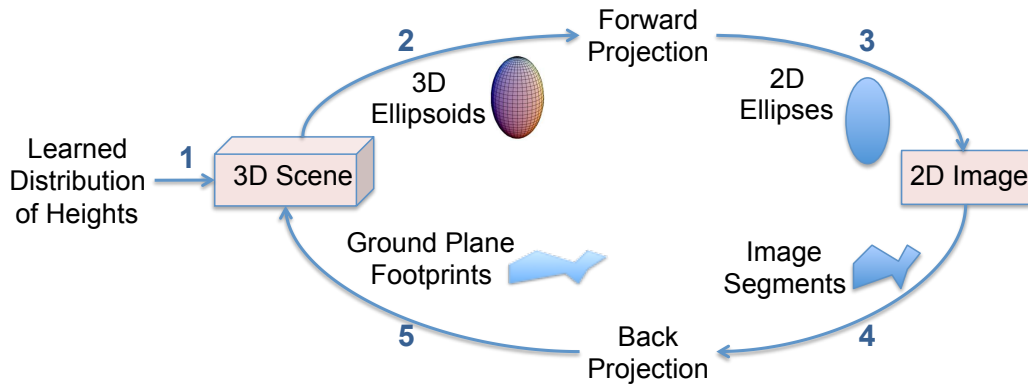 2
Forward
Projection
3
3D
Ellipsoids
2D
Ellipses
Learned
Distribution
of Heights
1
3D Scene
2D Image
Ground Plane
Footprints
Image
Segments
5
Back
Projection
4